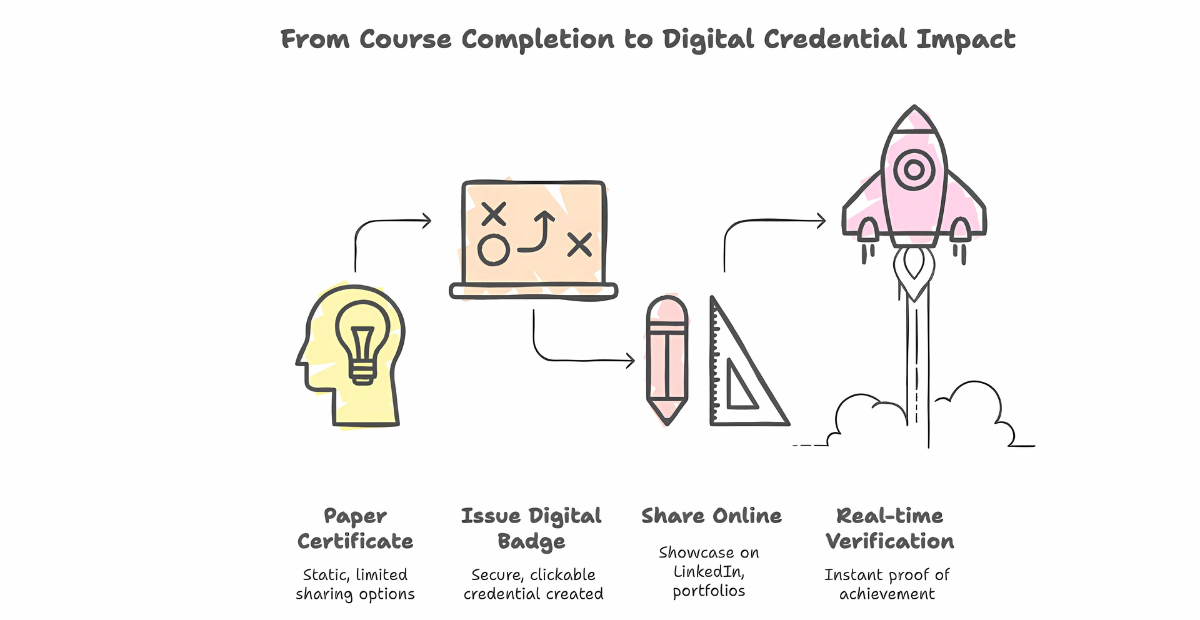 From Course Completion to Digital Credential Impact
Paper
Certificate
Static, limited
sharing options
Issue Digital
Badge
Secure, clickable
credential created
Share Online
Showcase on
LinkedIn,
portfolios
Real-time
Verification
Instant proof of
achievement